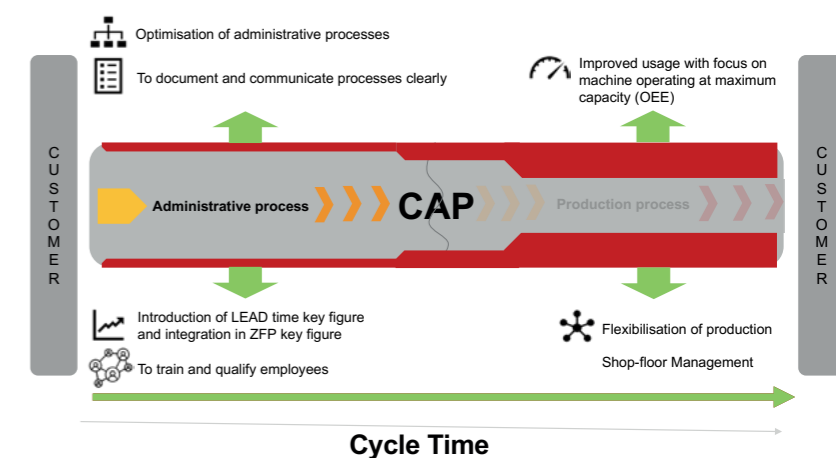 Optimisation of administrative processes
To document and communicate processes clearly
Improved usage with focus on
machine operating at maximum
capacity (OEE)
CUSTOMER
Administrative process
CAP
Production process
CUSTOMER
Introduction of LEAD time key figure
and integration in ZFP key figure
To train and qualify employees
Flexibilisation of production
Shop-floor Management
Cycle Time